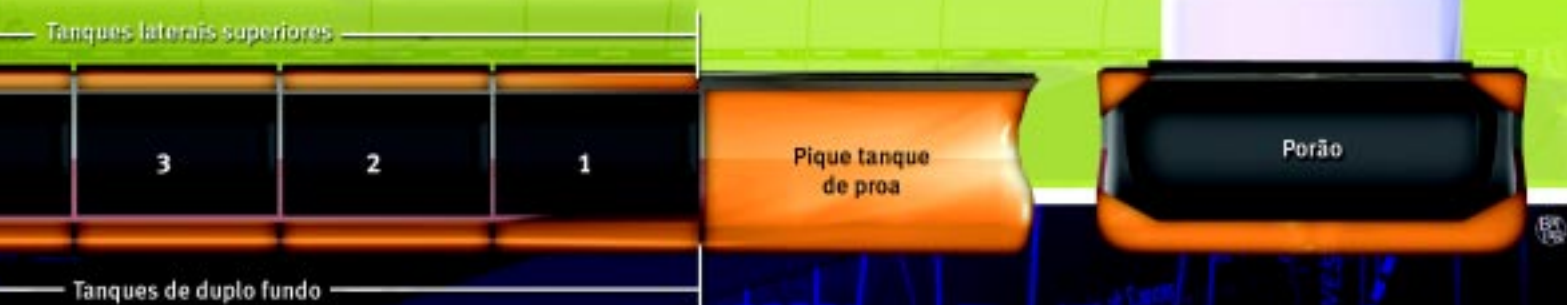 Tanques laterais superiores
3
2
1
Pique tanque
de proa
Porão
Tanques de duplo fundo